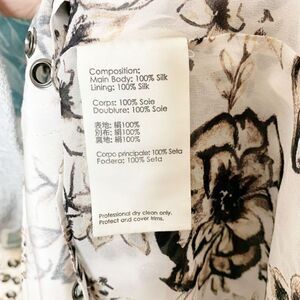 Composition:
Main Body: 100% Silk
Lining: 100% Silk
Corps: 100% Soie
Doublure: 100% Soie
表地: 絹100%
別布: 絹100%
裏地: 絹100%
Corpo principale: 100% Seta
Fodera: 100% Seta
Professional dry clean only.
Protect and cover trims.